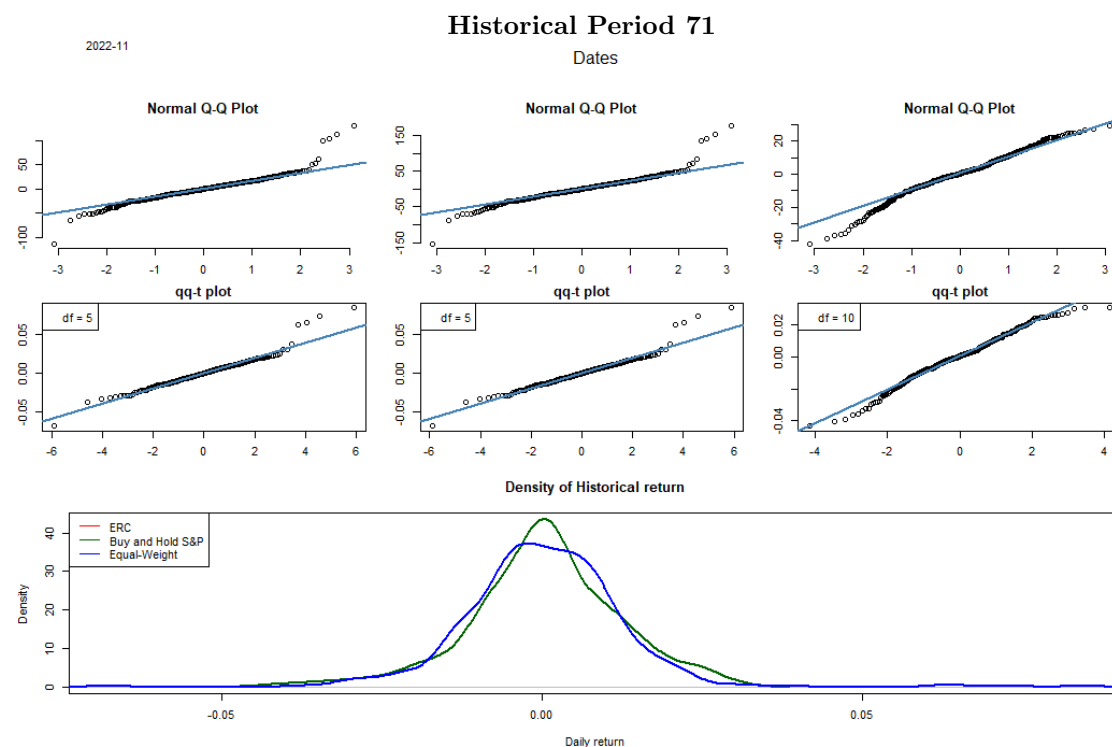 Historical Period 71
2022-11
Dates
Normal Q-Q Plot
Normal Q-Q Plot
Normal Q-Q Plot
50
0
-100
-3 -2 -1 0 1 2 3
150
50
0
-50
-150
-3 -2 -1 0 1 2 3
20
0
-20
-40
-3 -2 -1 0 1 2 3
qq-t plot
qq-t plot
qq-t plot
df = 5
0.05
0.00
-0.05
-6 -4 -2 0 2 4 6
df = 5
0.05
0.00
-0.05
-6 -4 -2 0 2 4 6
df = 10
0.02
0.00
-0.04
-4 -2 0 2 4
Density of Historical return
ERC
Buy and Hold S&P
Equal-Weight
Density
40
30
20
10
0
-0.05 0.00 0.05
Daily return